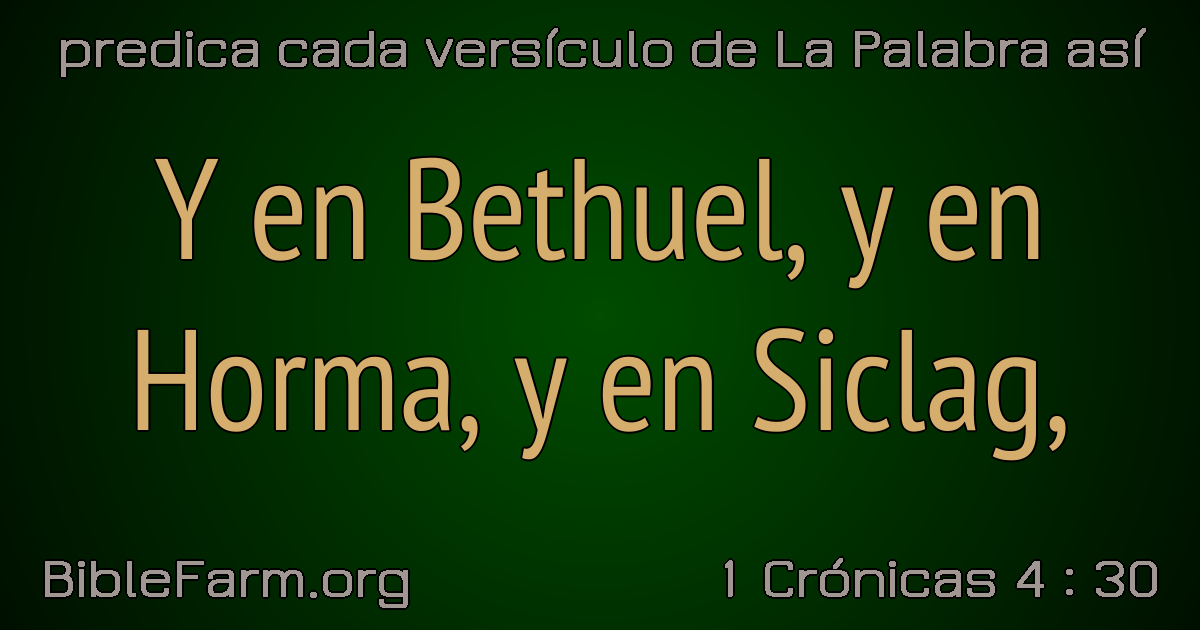 predica cada versículo de La Palabra así
Y en Bethuel, y en
Horma, y en Siclag,
BibleFarm.org
1 Crónicas 4 : 30